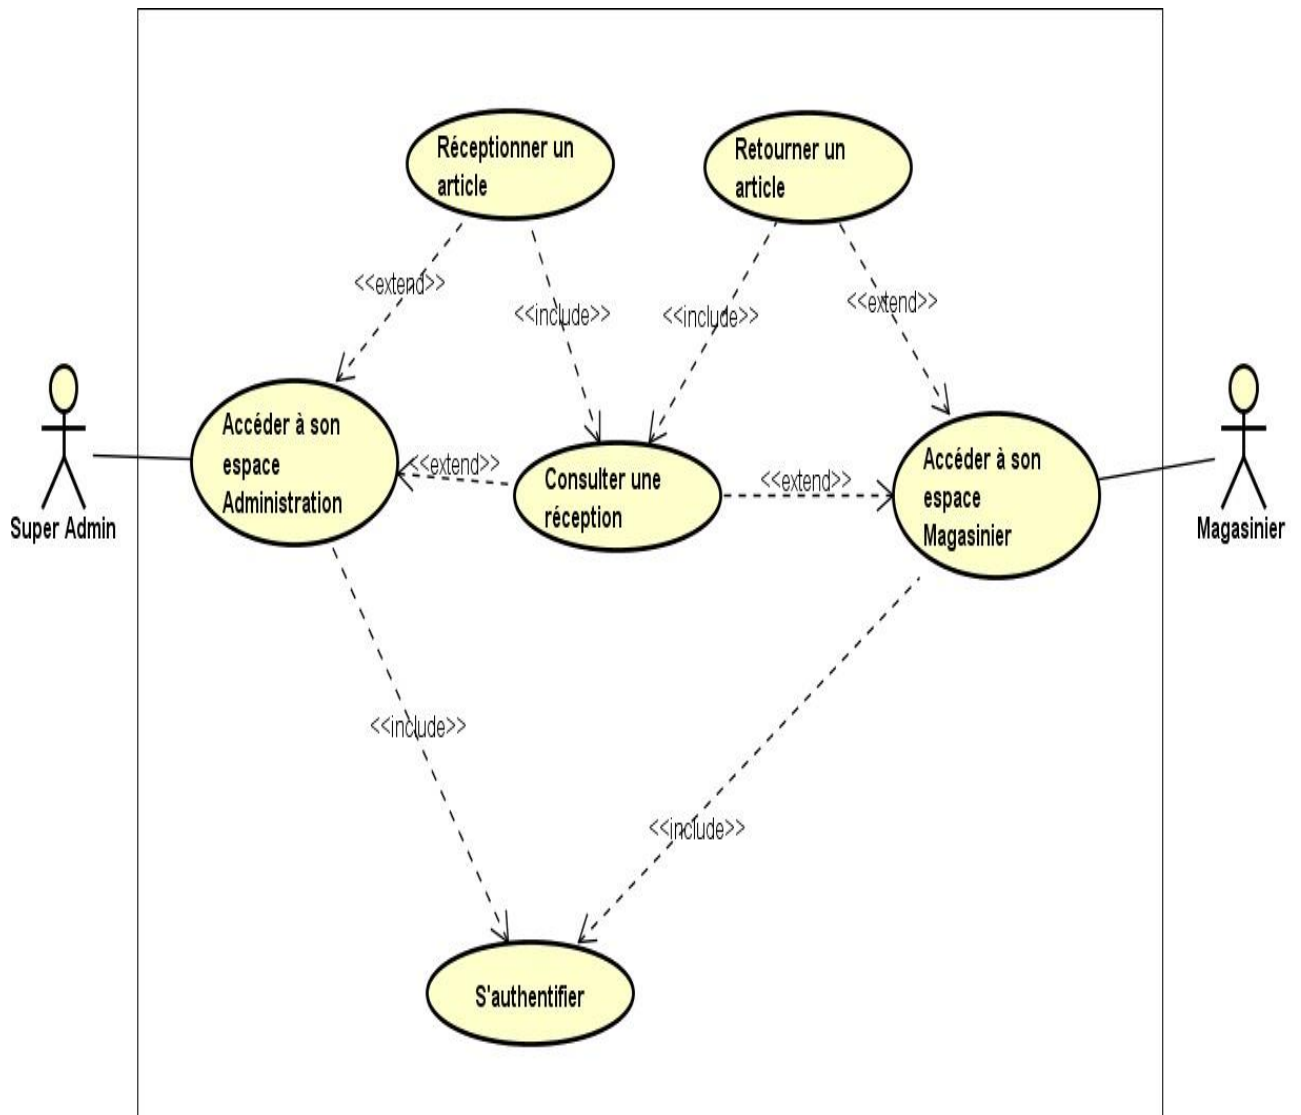 Réceptionner un
article
Retourner un
article
<<extend>>
<<include>>
<<include>>
<<extend>>
Accéder à son
espace
Administration
<<extend>>
Consulter une
réception
<<extend>>
Accéder à son
espace
Magasinier
Super Admin
Magasinier
<<include>>
<<include>>
S'authentifier